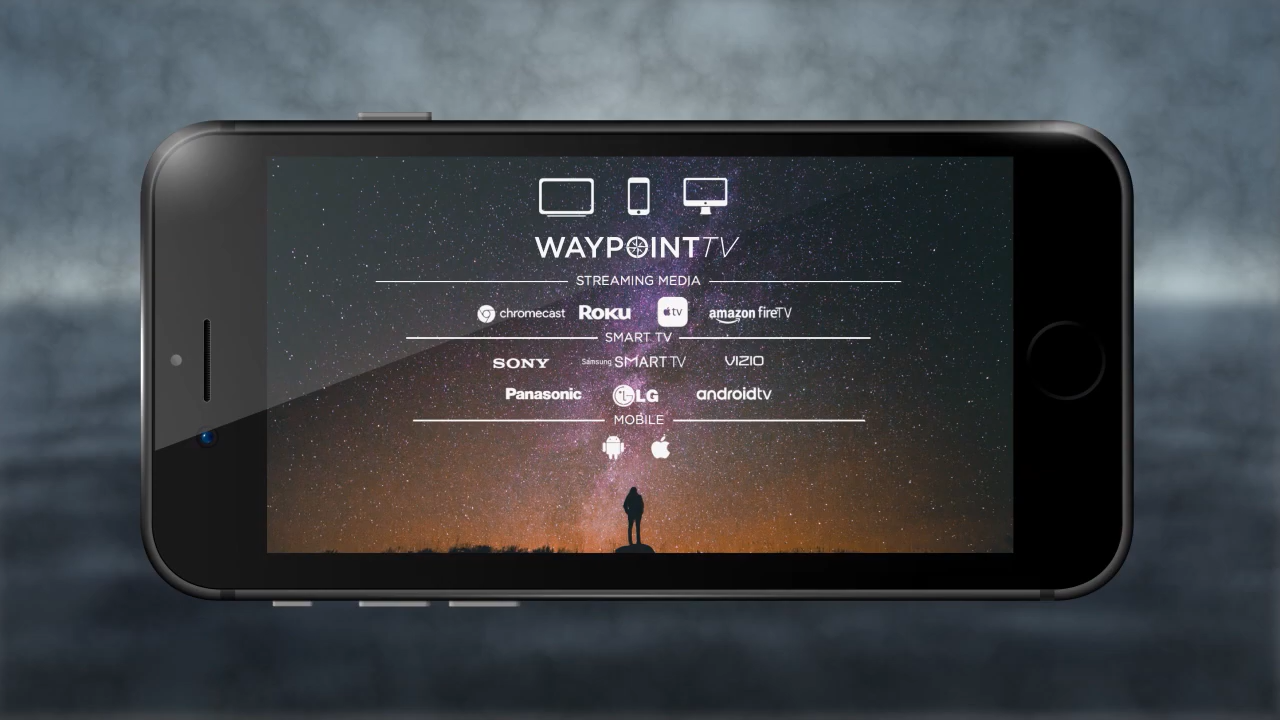 WAYPOINTTV
STREAMING MEDIA
chromecast Roku tv amazon fireTV
SMART TV
SONY Samsung SMART TV VIZIO
Panasonic LG LG androidtv
MOBILE